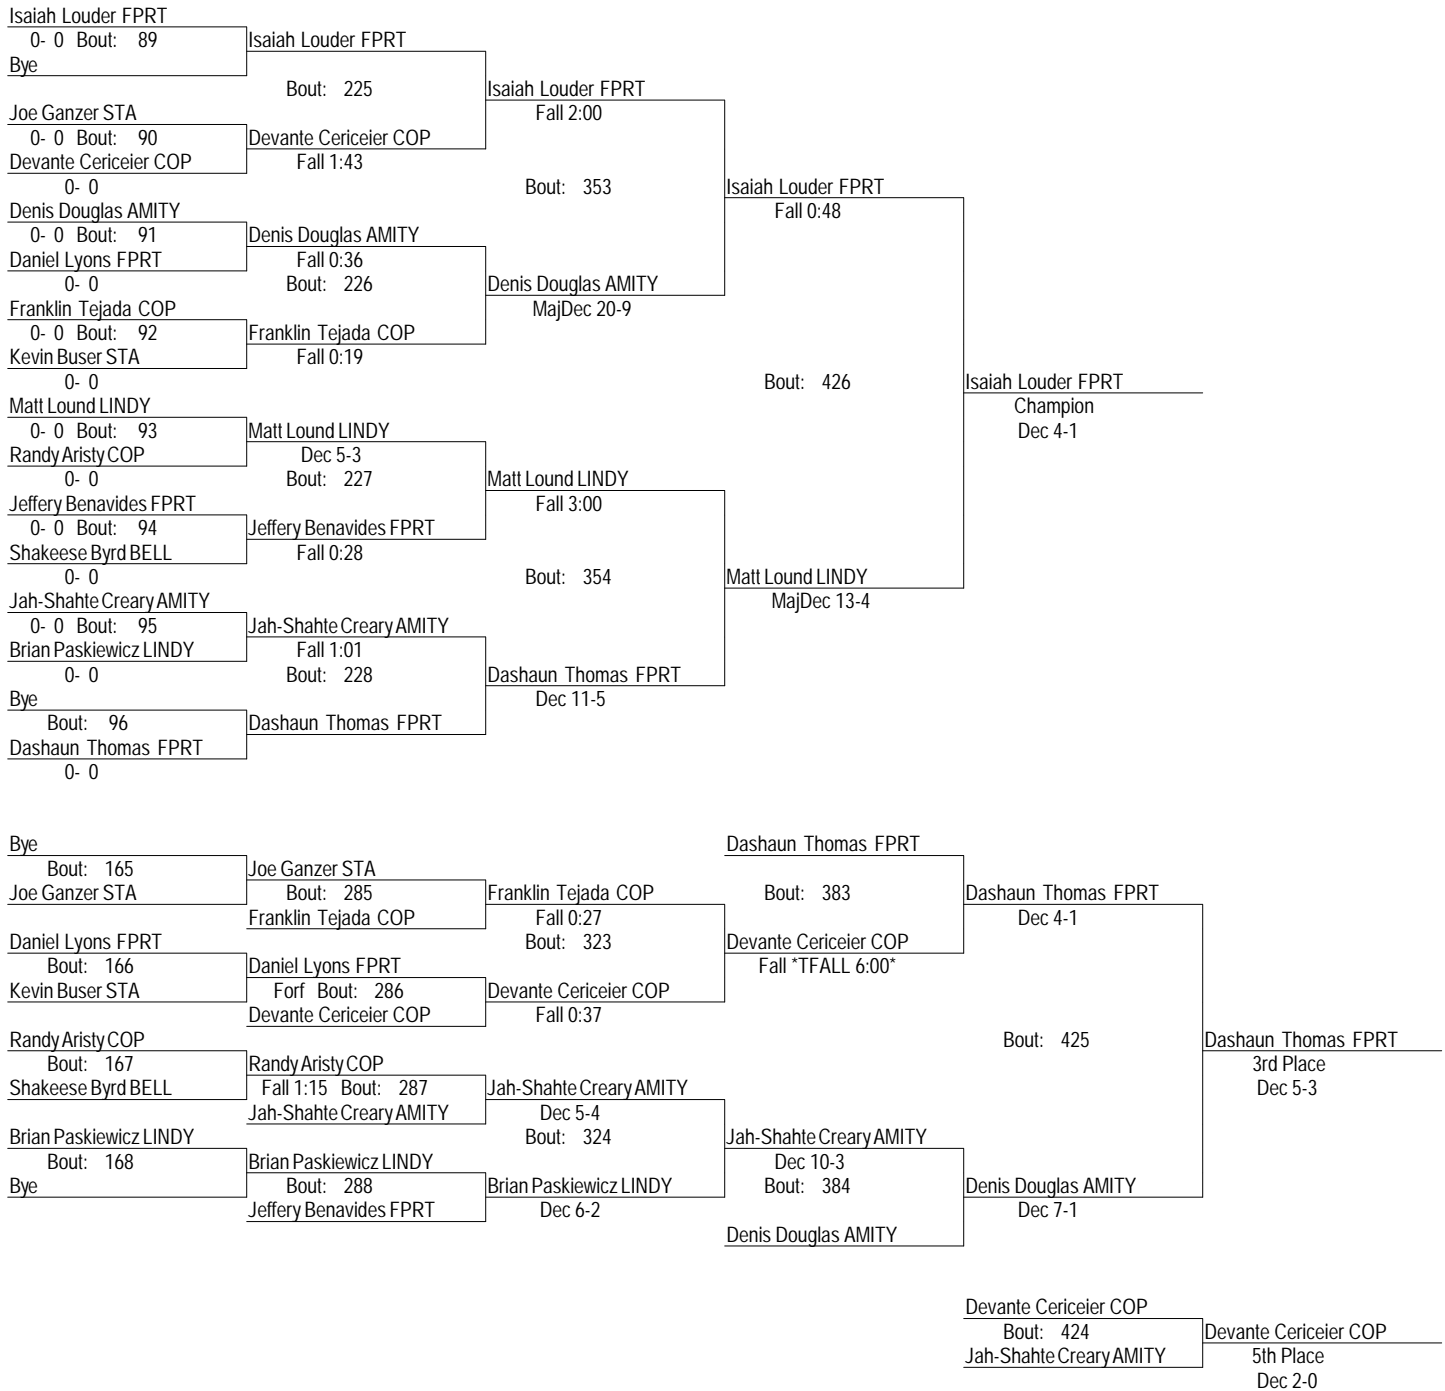 Isaiah Louder FPRT
0- 0 Bout: 89
Isaiah Louder FPRT
Bye
Bout: 225
Isaiah Louder FPRT
Joe Ganzer STA
Fall 2:00
0- 0 Bout: 90
Devante Cericeier COP
Devante Cericeier COP
Fall 1:43
0- 0
Bout: 353
Isaiah Louder FPRT
Denis Douglas AMITY
Fall 0:48
0- 0 Bout: 91
Denis Douglas AMITY
Daniel Lyons FPRT
Fall 0:36
0- 0
Bout: 226
Denis Douglas AMITY
Franklin Tejada COP
MajDec 20-9
0- 0 Bout: 92
Franklin Tejada COP
Kevin Buser STA
Fall 0:19
0- 0
Bout: 426
Isaiah Louder FPRT
Matt Lound LINDY
Champion
0- 0 Bout: 93
Matt Lound LINDY
Dec 4-1
Randy Aristy COP
Dec 5-3
0- 0
Bout: 227
Matt Lound LINDY
Jeffery Benavides FPRT
Fall 3:00
0- 0 Bout: 94
Jeffery Benavides FPRT
Shakeese Byrd BELL
Fall 0:28
0- 0
Bout: 354
Matt Lound LINDY
Jah-Shahte Creary AMITY
MajDec 13-4
0- 0 Bout: 95
Jah-Shahte Creary AMITY
Brian Paskiewicz LINDY
Fall 1:01
0- 0
Bout: 228
Dashaun Thomas FPRT
Bye
Dec 11-5
Bout: 96
Dashaun Thomas FPRT
Dashaun Thomas FPRT
0- 0
Bye
Dashaun Thomas FPRT
Bout: 165
Joe Ganzer STA
Joe Ganzer STA
Bout: 285
Franklin Tejada COP
Bout: 383
Dashaun Thomas FPRT
Franklin Tejada COP
Fall 0:27
Dec 4-1
Daniel Lyons FPRT
Bout: 323
Devante Cericeier COP
Bout: 166
Daniel Lyons FPRT
Fall *TFALL 6:00*
Kevin Buser STA
Forf Bout: 286
Devante Cericeier COP
Devante Cericeier COP
Fall 0:37
Randy Aristy COP
Bout: 425
Dashaun Thomas FPRT
Bout: 167
Randy Aristy COP
3rd Place
Shakeese Byrd BELL
Fall 1:15 Bout: 287
Jah-Shahte Creary AMITY
Dec 5-3
Jah-Shahte Creary AMITY
Dec 5-4
Brian Paskiewicz LINDY
Bout: 324
Jah-Shahte Creary AMITY
Bout: 168
Brian Paskiewicz LINDY
Dec 10-3
Bye
Bout: 288
Brian Paskiewicz LINDY
Bout: 384
Denis Douglas AMITY
Jeffery Benavides FPRT
Dec 6-2
Dec 7-1
Denis Douglas AMITY
Devante Cericeier COP
Bout: 424
Devante Cericeier COP
Jah-Shahte Creary AMITY
5th Place
Dec 2-0